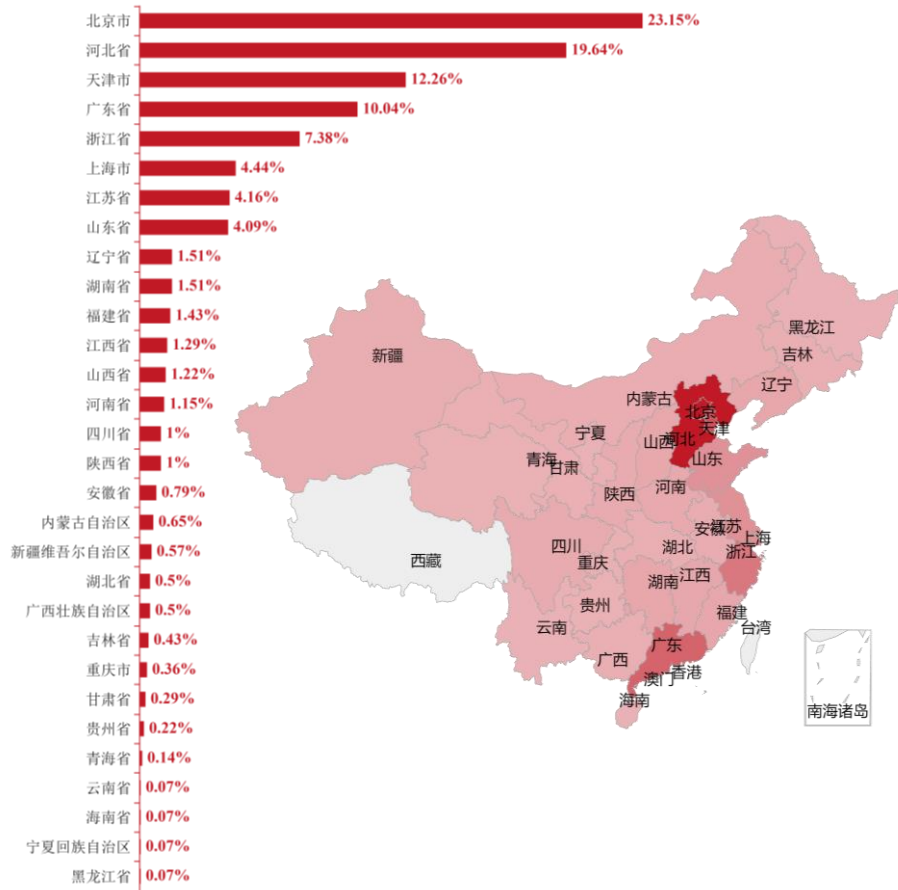 北京市 23.15%
河北省 19.64%
天津市 12.26%
广东省 10.04%
浙江省 7.38%
上海市 4.44%
江苏省 4.16%
山东省 4.09%
辽宁省 1.51%
湖南省 1.51%
福建省 1.43%
江西省 1.29%
山西省 1.22%
河南省 1.15%
四川省 1%
陕西省 1%
安徽省 0.79%
内蒙古自治区 0.65%
新疆维吾尔自治区 0.57%
湖北省 0.5%
广西壮族自治区 0.5%
吉林省 0.43%
重庆市 0.36%
甘肃省 0.29%
贵州省 0.22%
青海省 0.14%
云南省 0.07%
海南省 0.07%
宁夏回族自治区 0.07%
黑龙江省 0.07%
黑龙江
吉林
新疆
辽宁
内蒙古
北京
天津
宁夏
河北
山西
山东
青海
甘肃
河南
陕西
江苏
安徽
上海
四川
湖北
浙江
西藏
重庆
江西
湖南
贵州
福建
云南
台湾
广东
广西
香港
澳门
海南
南海诸岛